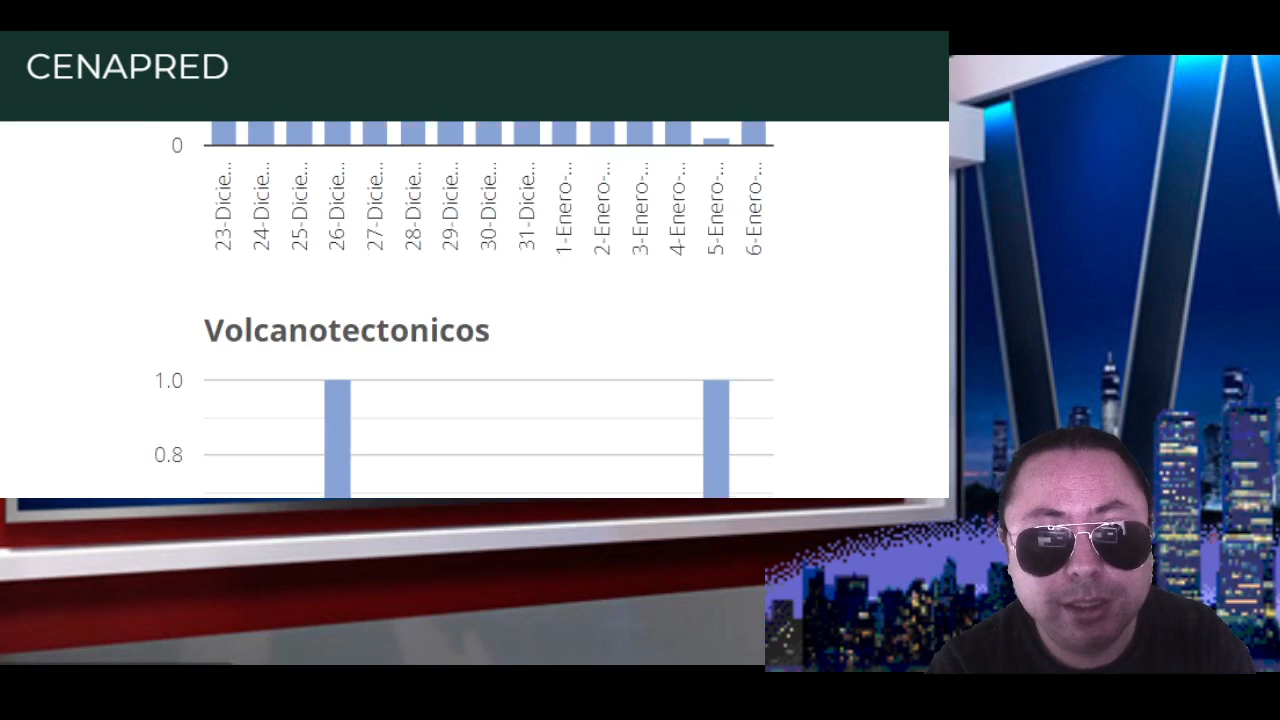 CENAPRED
0
23-Dicie...
24-Dicie...
25-Dicie...
26-Dicie...
27-Dicie...
28-Dicie...
29-Dicie...
30-Dicie...
31-Dicie...
1-Enero-...
2-Enero-...
3-Enero-...
4-Enero-...
5-Enero-...
6-Enero-...
Volcanotectonicos
1.0
0.8